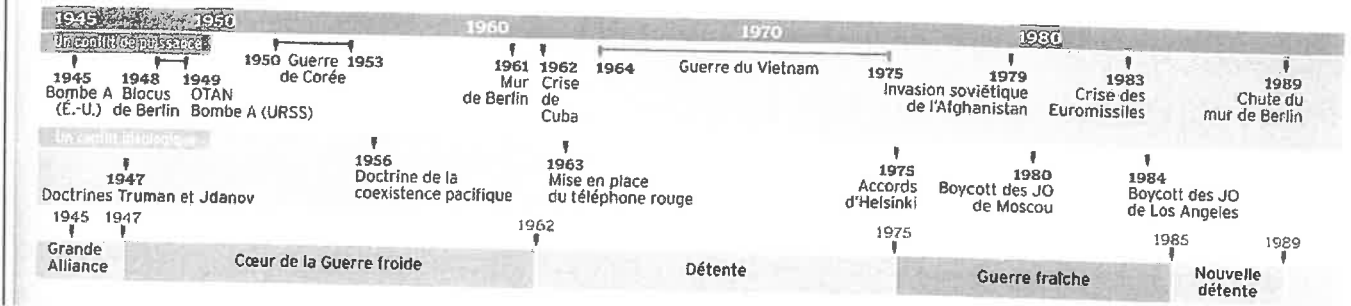 1945 1950 1960 1970 1980
Un conflit de puissance
1950 Guerre 1953
de Corée
1945
Bombe A
(É.-U.)
1948
Blocus
de Berlin
1949
OTAN
Bombe A (URSS)
1961
Mur
de Berlin
1962
Crise
de
Cuba
1964 Guerre du Vietnam 1975
1979
Invasion soviétique
de l'Afghanistan
1983
Crise des
Euromissiles
1989
Chute du
mur de Berlin
Un conflit idéologique
1947
Doctrines Truman et Jdanov
1956
Doctrine de la
coexistence pacifique
1963
Mise en place
du téléphone rouge
1975
Accords
d'Helsinki
1980
Boycott des JO
de Moscou
1984
Boycott des JO
de Los Angeles
1945 1947 1962 1975 1985 1989
Grande
Alliance
Cœur de la Guerre froide
Détente
Guerre fraîche
Nouvelle
détente